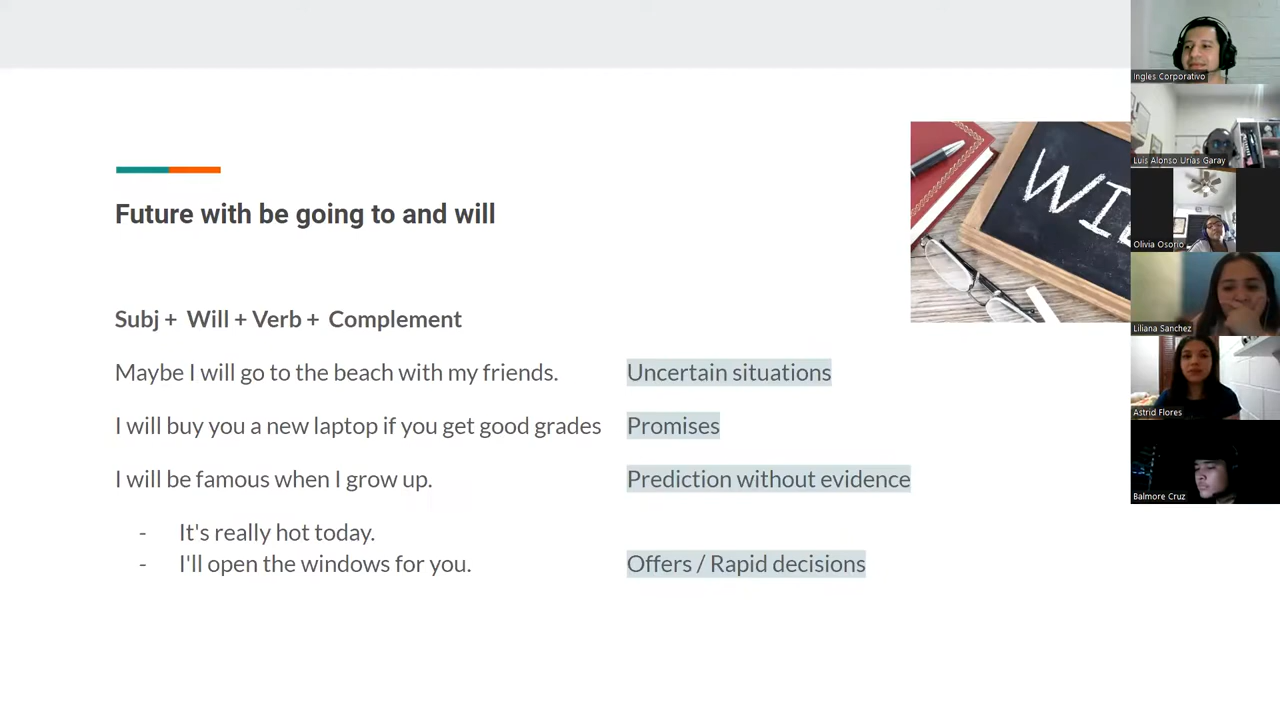 Future with be going to and will
Subj + Will + Verb + Complement
Maybe I will go to the beach with my friends. Uncertain situations
I will buy you a new laptop if you get good grades Promises
I will be famous when I grow up. Prediction without evidence
- It's really hot today.
- I'll open the windows for you. Offers / Rapid decisions
WIL
Ingles Corporativo
Luis Alonso Urías Garay
Olivia Osorio
Liliana Sanchez
Astrid Flores
Balmore Cruz